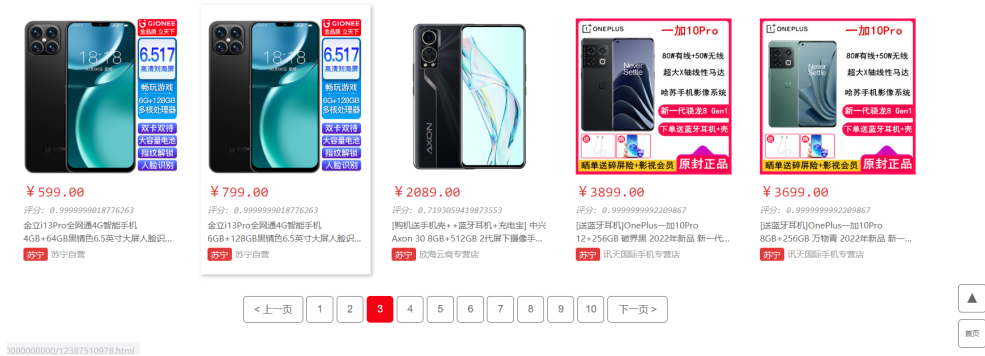 GIONEE
金品质 立天下
6.517
高清刘海屏
畅玩游戏
6G+128GB
多核处理器
双卡双待
大容量电池
指纹解锁
人脸识别
18:18
GIONEE
金品质 立天下
6.517
高清刘海屏
畅玩游戏
6G+128GB
多核处理器
双卡双待
大容量电池
指纹解锁
人脸识别
18:18
AXON
ONEPLUS
一加10Pro
80W有线+50W无线
超大X轴线性马达
哈苏手机影像系统
新一代骁龙8 Gen1
下单送蓝牙耳机+壳
Never
Settle
晒单送碎屏险+影视会员
原封正品
ONEPLUS
一加10Pro
80W有线+50W无线
超大X轴线性马达
哈苏手机影像系统
新一代骁龙8 Gen1
下单送蓝牙耳机+壳
Never
Settle
晒单送碎屏险+影视会员
原封正品
¥599.00
评分: 0.9999999018776263
金立i13Pro全网通4G智能手机
4GB+64GB黑情色6.5英寸大屏人脸识...
苏宁 苏宁自营
¥799.00
评分: 0.9999999018776263
金立i13Pro全网通4G智能手机
6GB+128GB黑情色6.5英寸大屏人脸识...
苏宁 苏宁自营
¥2089.00
评分: 0.7193059419873553
[购机送手机壳++蓝牙耳机+充电宝] 中兴
Axon 30 8GB+512GB 2代屏下摄像手...
苏宁 欣海云商专营店
¥3899.00
评分: 0.9999999992209867
[送蓝牙耳机]OnePlus一加10Pro
12+256GB 破界黑 2022年新品 新一代...
苏宁 讯天国际手机专营店
¥3699.00
评分: 0.9999999992209867
[送蓝牙耳机]OnePlus一加10Pro
8GB+256GB 万物青 2022年新品 新一...
苏宁 讯天国际手机专营店
< 上一页 1 2 3 4 5 6 7 8 9 10 下一页 >
▲
首页
0000000000/12387510978.html